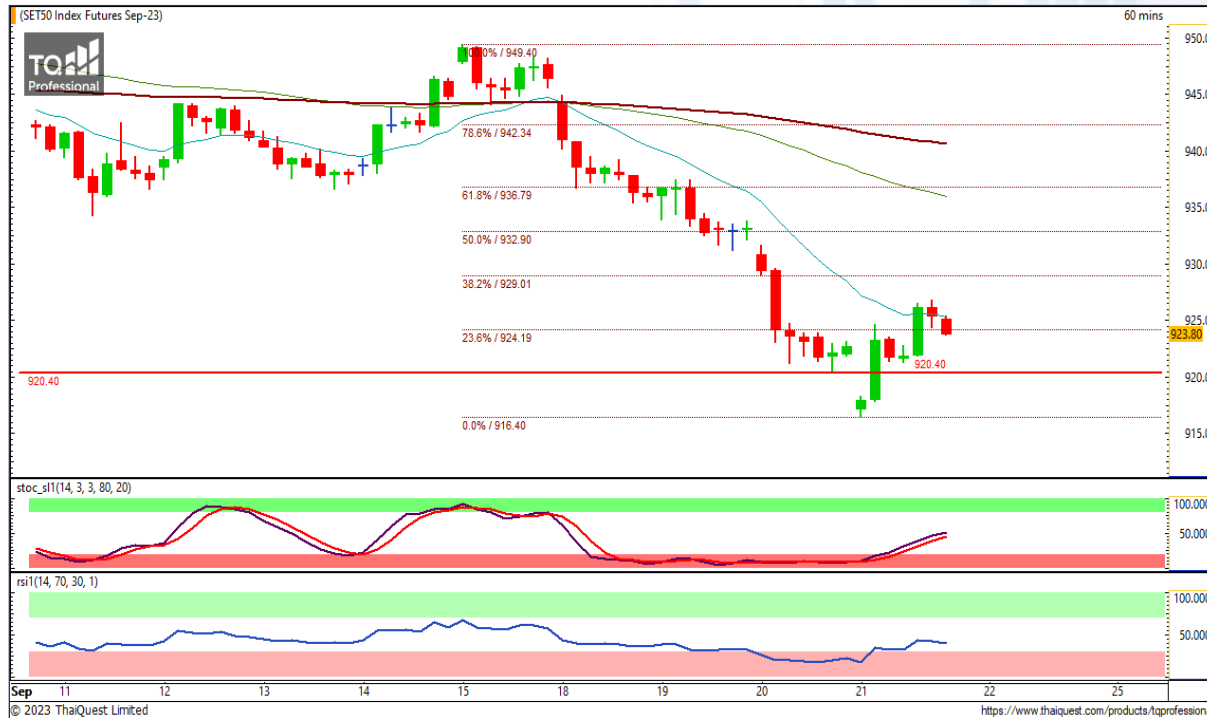 (SET50 Index Futures Sep-23)
60 mins
TQ
Professional
950.0
945.0
940.0
935.0
930.0
925.0
923.80
920.0
915.0
100.0% / 949.40
78.6% / 942.34
61.8% / 936.79
50.0% / 932.90
38.2% / 929.01
23.6% / 924.19
920.40
920.40
0.0% / 916.40
stoc_sl1(14, 3, 3, 80, 20)
100.000
50.000
rsi1(14, 70, 30, 1)
100.000
50.000
Sep 11 12 13 14 15 18 19 20 21 22 25
© 2023 ThaiQuest Limited
https://www.thaiquest.com/products/tqprofession